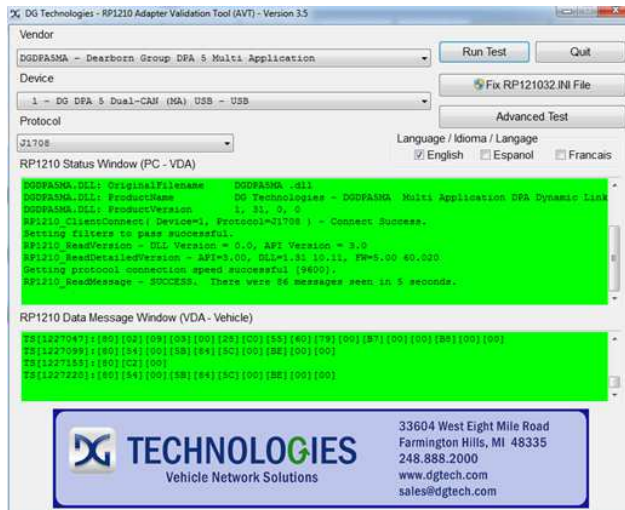 DG Technologies - RP1210 Adapter Validation Tool (AVT) - Version 3.5
Vendor
DGDPA5MA - Dearborn Group DPA 5 Multi Application
Run Test
Quit
Device
Fix RP121032.INI File
1 - DG DPA 5 Dual-CAN (MA) USB - USB
Advanced Test
Protocol
J1708
Language / Idioma / Langage
English
Espanol
Francais
RP1210 Status Window (PC - VDA)
DGDPA5MA.DLL: OriginalFilename DGDPA5MA .dll
DGDPA5MA.DLL: ProductName DG Technologies - DGDPA5MA Multi Application DPA Dynamic Link
DGDPA5MA.DLL: ProductVersion 1, 31, 0, 0
RP1210_ClientConnect( Device=1, Protocol=J1708 ) - Connect Success.
Setting filters to pass successful.
RP1210_ReadVersion - DLL Version = 0.0, API Version = 3.0
RP1210_ReadDetailedVersion - API=3.00, DLL=1.31 10.11, FW=5.00 60.020
Getting protocol connection speed successful [9600].
RP1210_ReadMessage - SUCCESS. There were 86 messages seen in 5 seconds.
RP1210 Data Message Window (VDA - Vehicle)
TS[1227047]:[80][02][09][03][00][28][C0][55][60][79][00][B7][00][00][B8][00][00]
TS[1227099]:[80][54][00][5B][84][5C][00][BE][00][00]
TS[1227153]:[80][C2][00]
TS[1227220]:[80][54][00][5B][84][5C][00][BE][00][00]
DG TECHNOLOGIES
Vehicle Network Solutions
33604 West Eight Mile Road
Farmington Hills, MI 48335
248.888.2000
www.dgtech.com
sales@dgtech.com